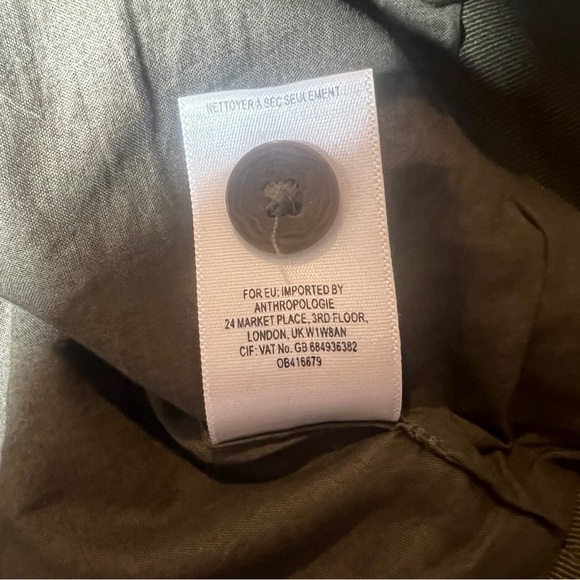 NETTOYER À SEC SEULEMENT
FOR EU: IMPORTED BY
ANTHROPOLOGIE
24 MARKET PLACE, 3RD FLOOR,
LONDON, UK W1W8AN
CIF: VAT No. GB 684936382
OB416679